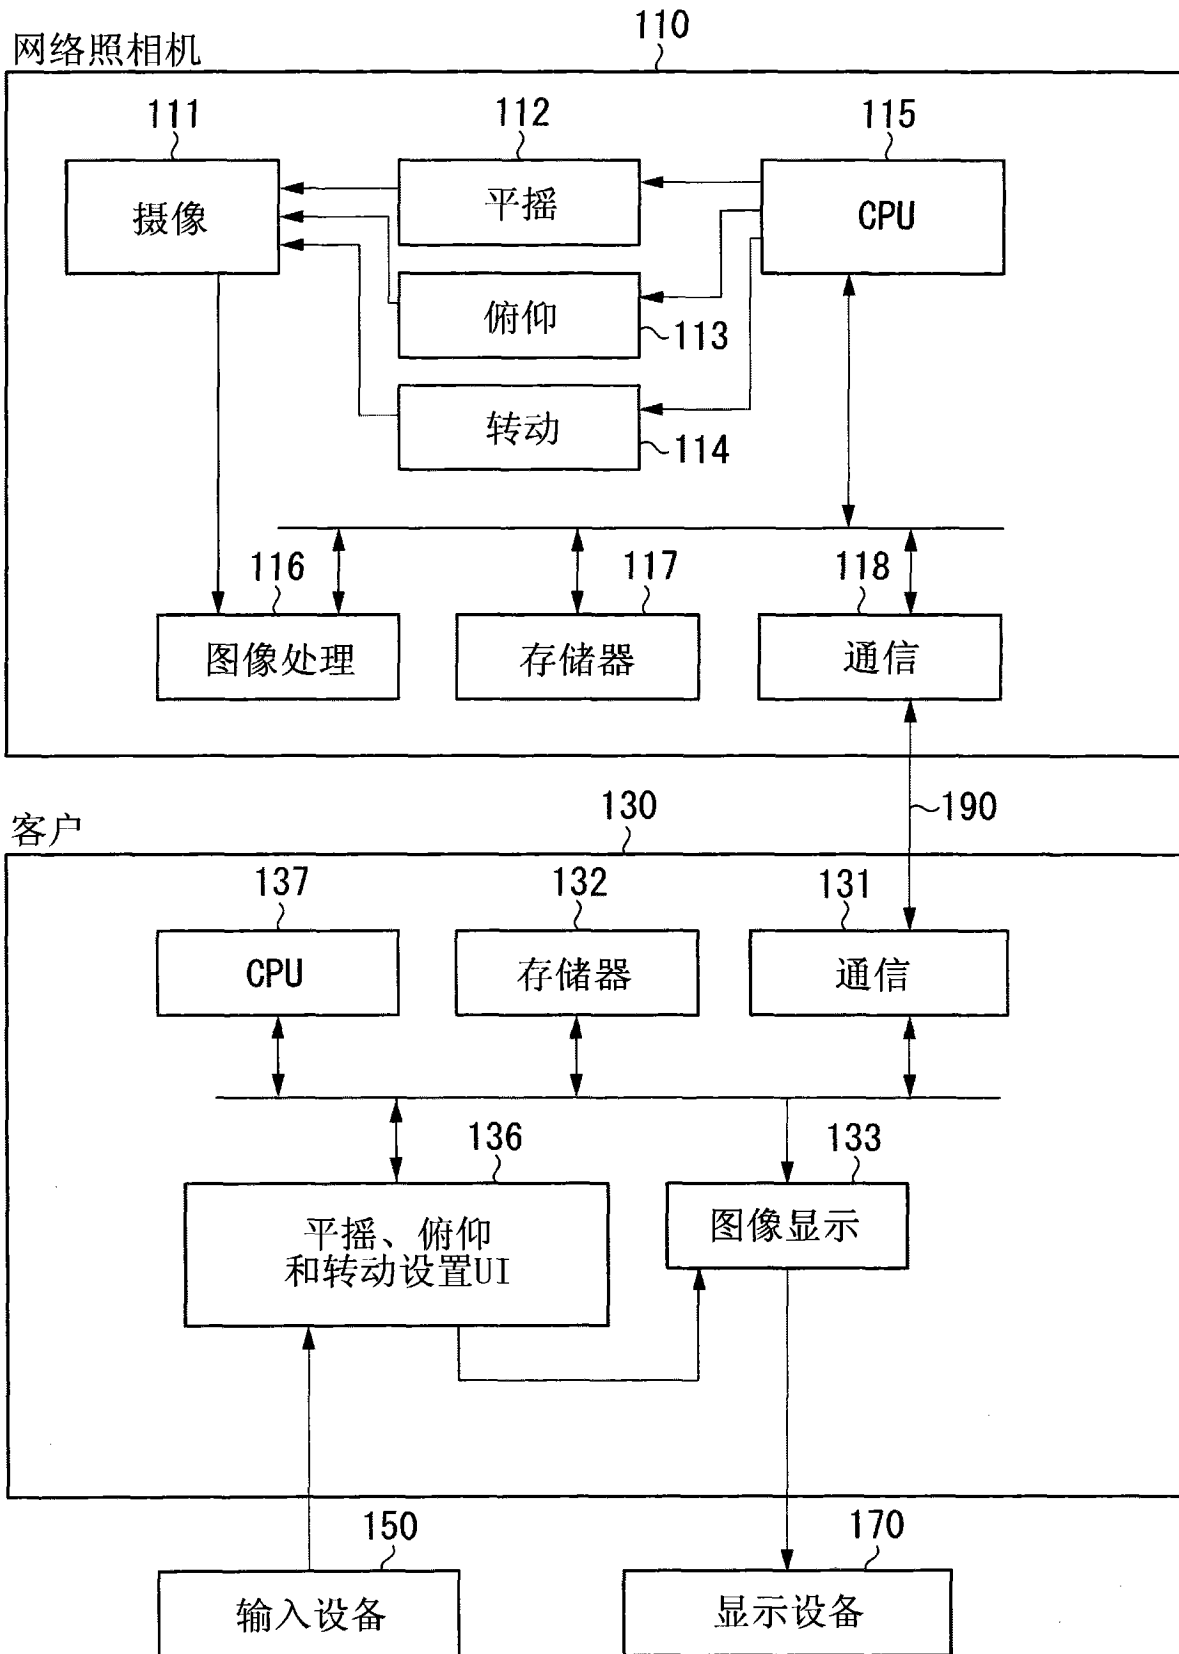 110
网络照相机
111
112
115
摄像
平摇
CPU
俯仰
113
转动
114
116
117
118
图像处理
存储器
通信
190
130
客户
137
132
131
CPU
存储器
通信
136
133
平摇、俯仰
和转动设置UI
图像显示
150
170
输入设备
显示设备